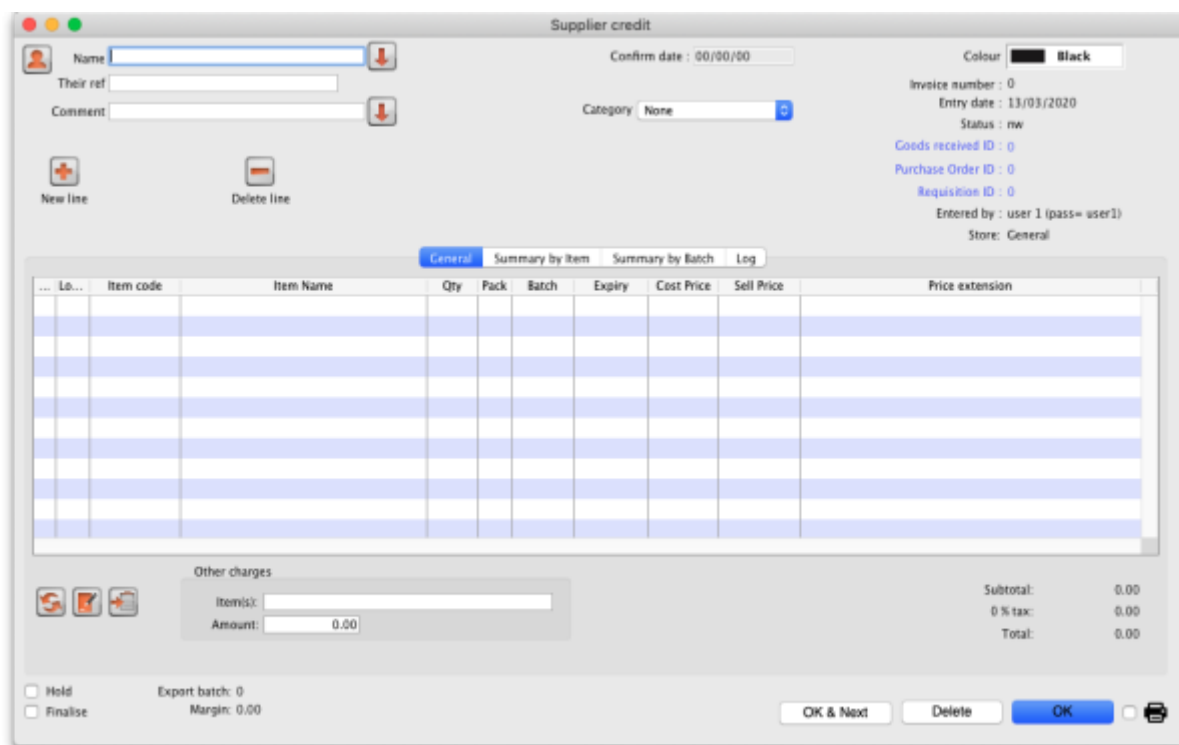 Supplier credit
Name
Confirm date : 00/00/00
Colour Black
Their ref
Invoice number : 0
Comment
Category None
Entry date : 13/03/2020
Status : nw
Goods received ID : 0
Purchase Order ID : 0
Requisition ID : 0
New line
Delete line
Entered by : user 1 (pass= user1)
Store: General
General Summary by Item Summary by Batch Log
... Lo... Item code Item Name Qty Pack Batch Expiry Cost Price Sell Price Price extension
Other charges
Item(s):
Amount: 0.00
Subtotal: 0.00
0 % tax: 0.00
Total: 0.00
Hold
Export batch: 0
Finalise
Margin: 0.00
OK & Next
Delete
OK